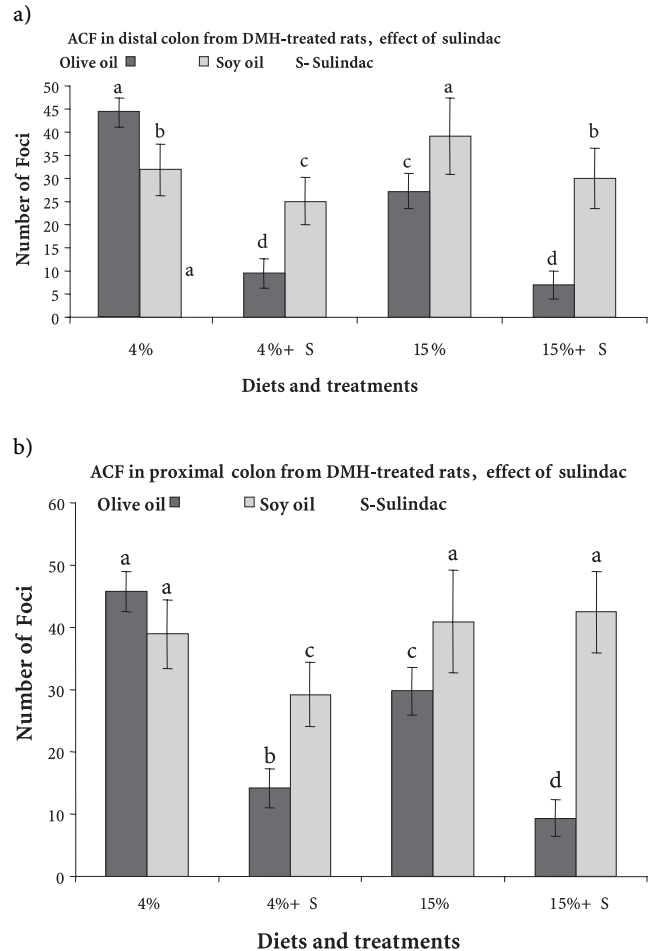 a)
ACF in distal colon from DMH-treated rats, effect of sulindac
Olive oil Soy oil S- Sulindac
Number of Foci
50
45
40
35
30
25
20
15
10
5
0
a
b
d
c
c
a
d
b
a
4% 4%+ S 15% 15%+ S
Diets and treatments
b)
ACF in proximal colon from DMH-treated rats, effect of sulindac
Olive oil Soy oil S-Sulindac
Number of Foci
60
50
40
30
20
10
0
a
a
b
c
c
a
d
a
4% 4%+ S 15% 15%+ S
Diets and treatments